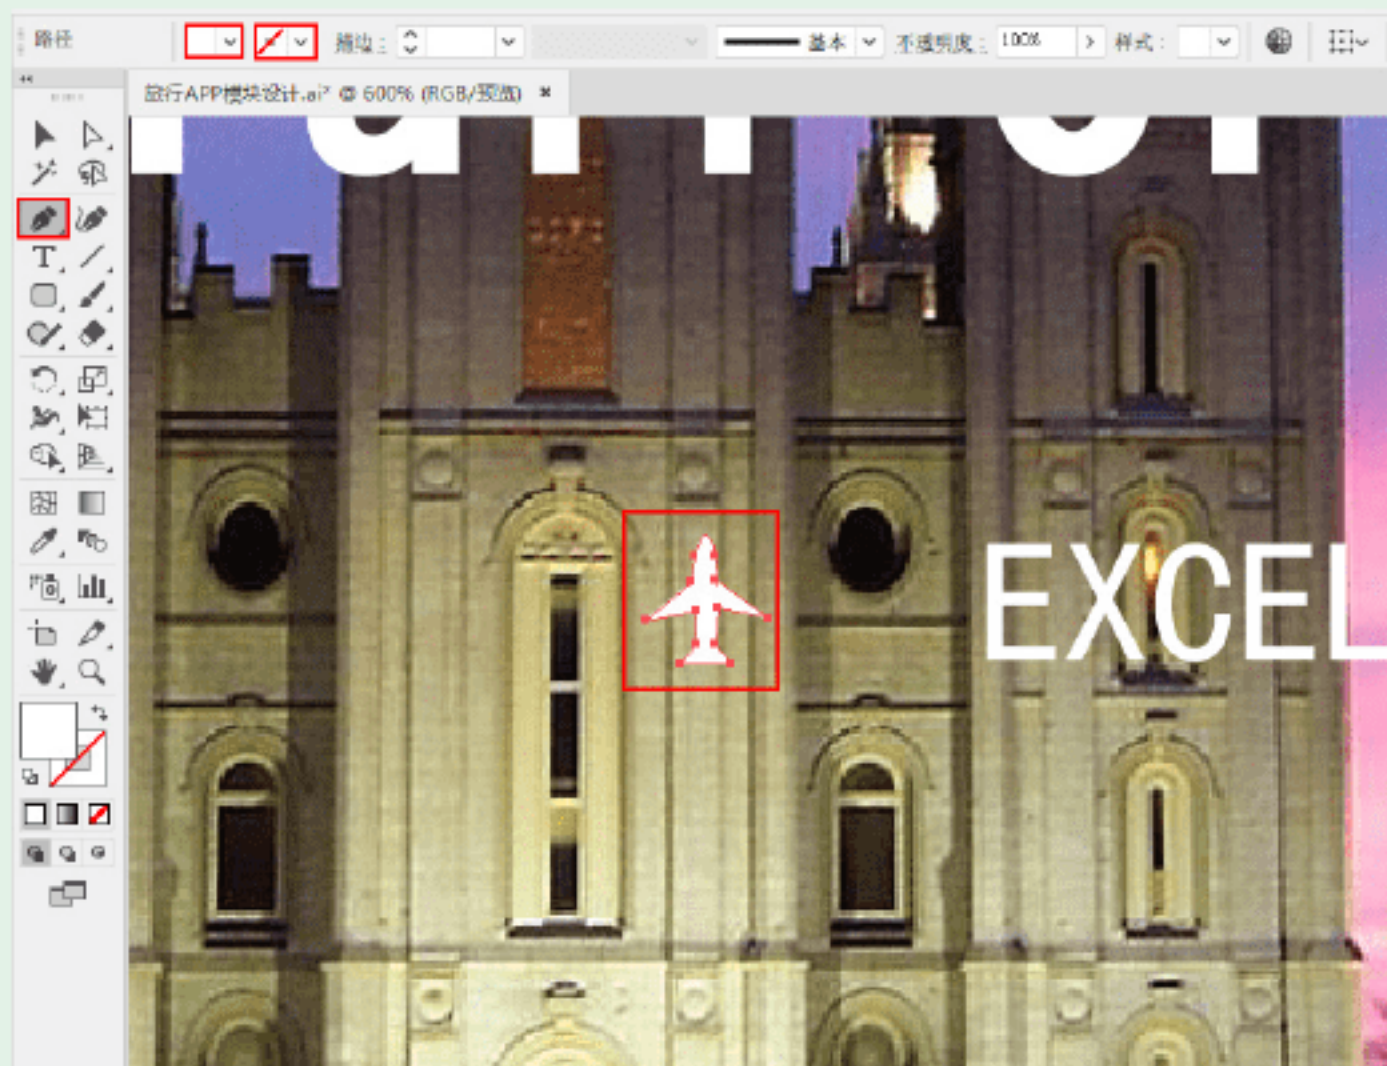 路径 描边： 基本 不透明度： 100% 样式：
旅行APP模块设计.ai* @ 600% (RGB/预览) ×
T
EXCEL